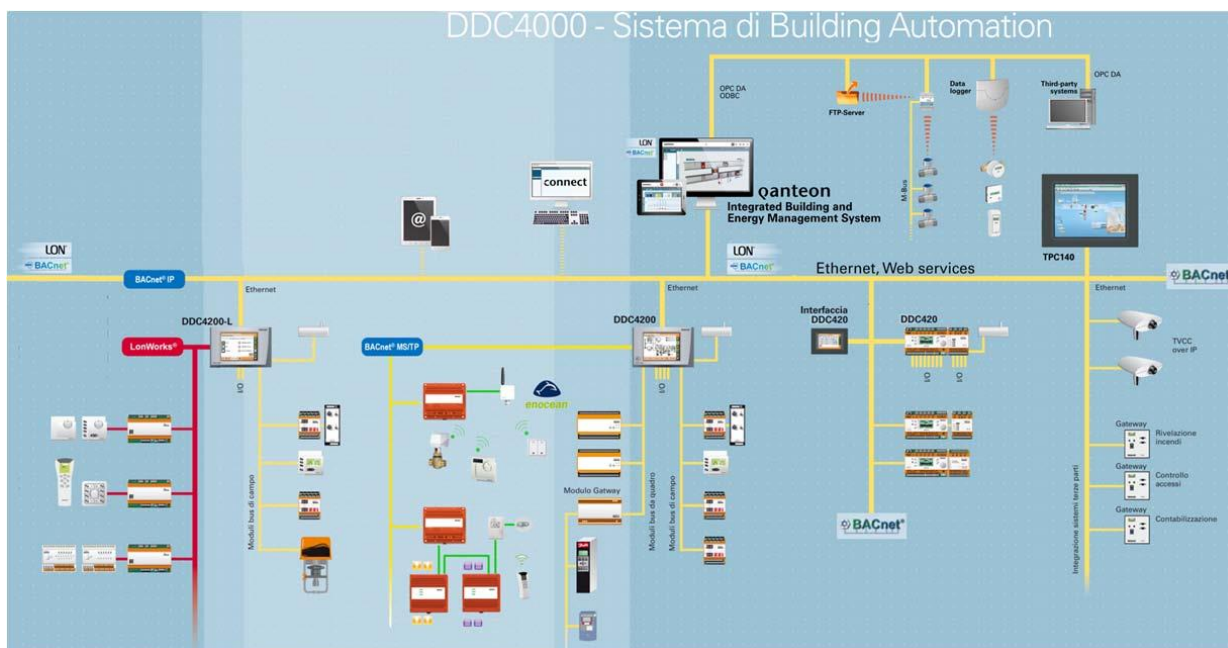 DDC4000 - Sistema di Building Automation
OPC DA
ODBC
OPC DA
FTP-Server
Data
logger
Third-party
systems
M-Bus
LON
BACnet
connect
@
Qanteon
Integrated Building and
Energy Management System
TPC140
LON
BACnet
LON
BACnet
BACnet® IP
Ethernet, Web services
BACnet
Ethernet
Ethernet
Ethernet
DDC4200-L
DDC4200
Interfaccia
DDC420
DDC420
TVCC
over IP
LonWorks®
BACnet® MS/TP
I/O
I/O
I/O
I/O
enocean
Moduli bus di campo
Modulo Gatway
Moduli bus da quadro
Moduli bus di campo
Gateway
Rivelazione
incendi
Gateway
Controllo
accessi
Gateway
Contabilizzazione
BACnet®
Integrazione sistemi terze parti